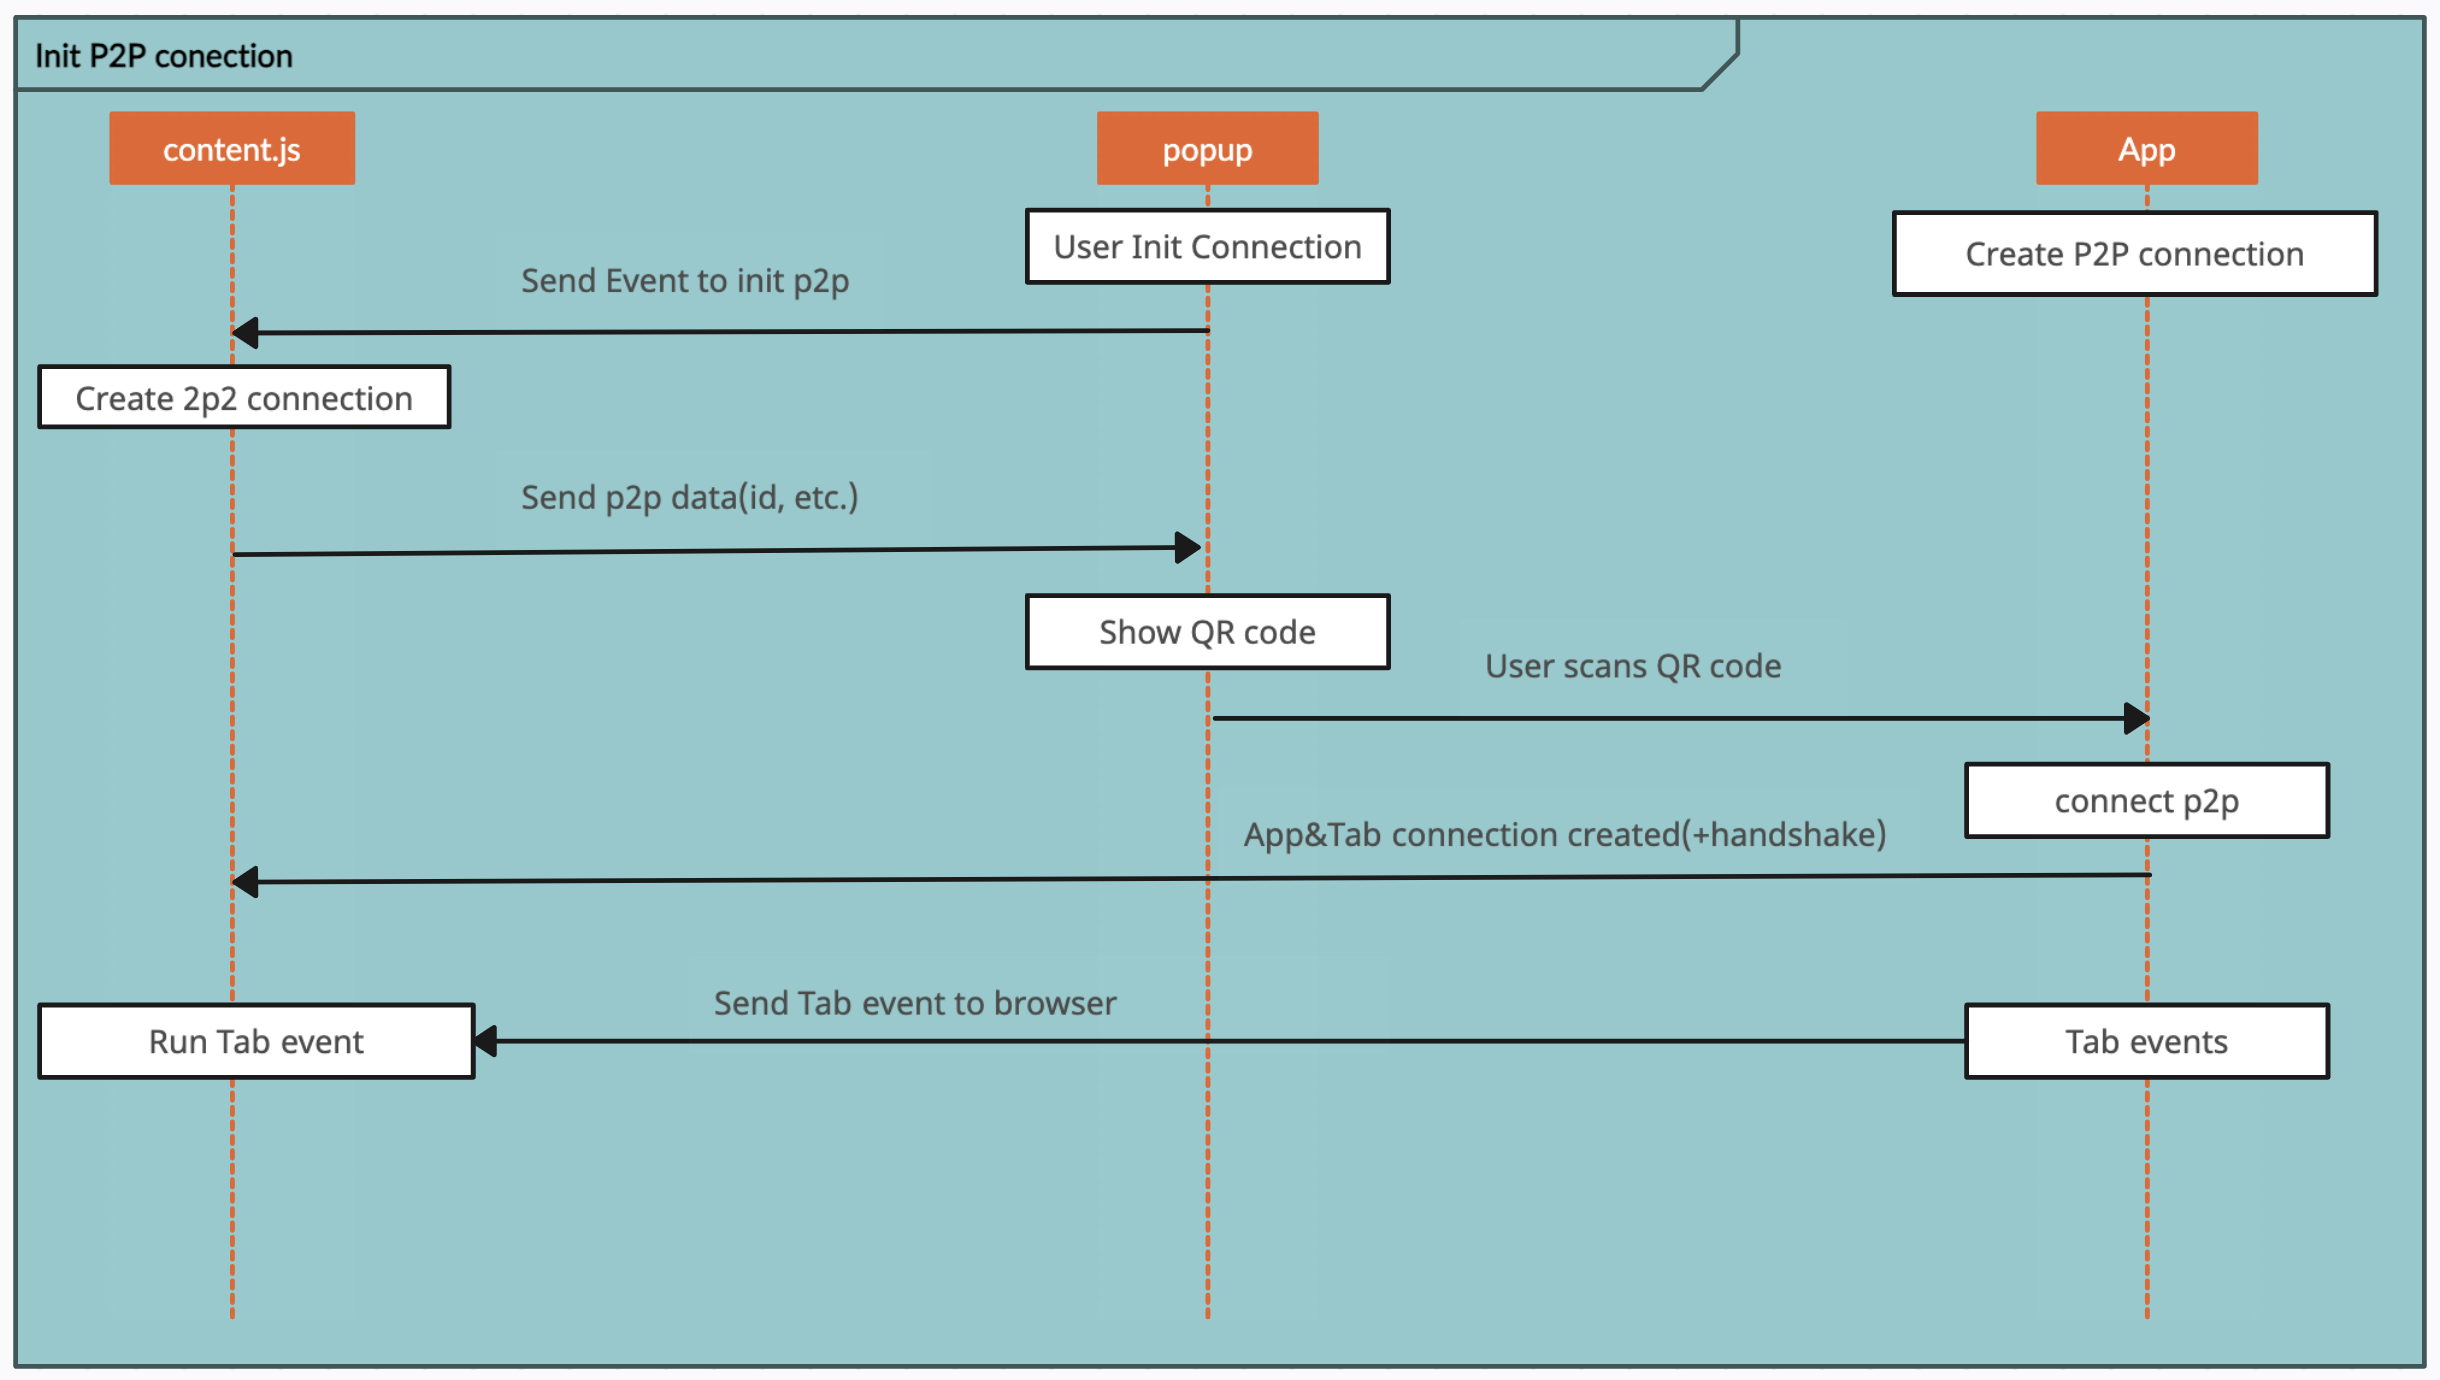 Init P2P conection
content.js
popup
App
User Init Connection
Create P2P connection
Send Event to init p2p
Create 2p2 connection
Send p2p data(id, etc.)
Show QR code
User scans QR code
connect p2p
App&Tab connection created(+handshake)
Send Tab event to browser
Run Tab event
Tab events